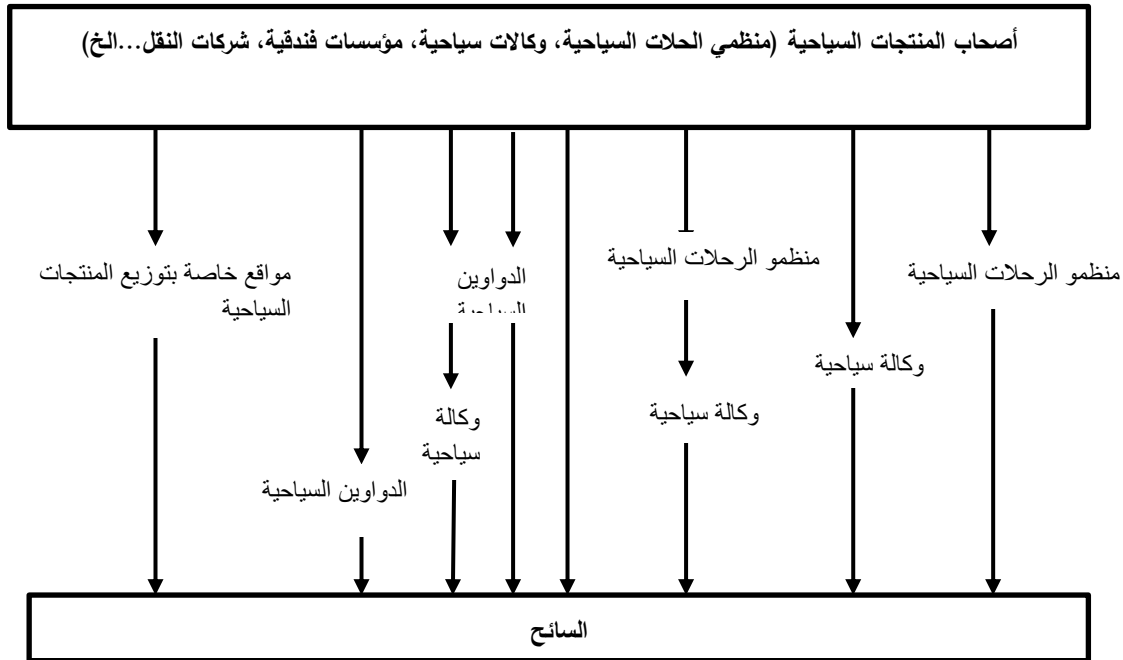 أصحاب المنتجات السياحية (منظمي الحلات السياحية، وكالات سياحية، مؤسسات فندقية، شركات النقل...الخ)
منظمو الرحلات السياحية
منظمو الرحلات السياحية
الدواوين
السياحية
مواقع خاصة بتوزيع المنتجات
السياحية
وكالة سياحية
وكالة سياحية
وكالة
سياحية
الدواوين السياحية
السائح